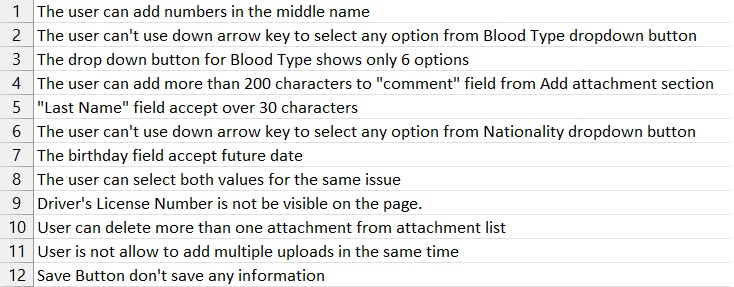 1 The user can add numbers in the middle name
2 The user can't use down arrow key to select any option from Blood Type dropdown button
3 The drop down button for Blood Type shows only 6 options
4 The user can add more than 200 characters to "comment" field from Add attachment section
5 "Last Name" field accept over 30 characters
6 The user can't use down arrow key to select any option from Nationality dropdown button
7 The birthday field accept future date
8 The user can select both values for the same issue
9 Driver's License Number is not be visible on the page.
10 User can delete more than one attachment from attachment list
11 User is not allow to add multiple uploads in the same time
12 Save Button don't save any information